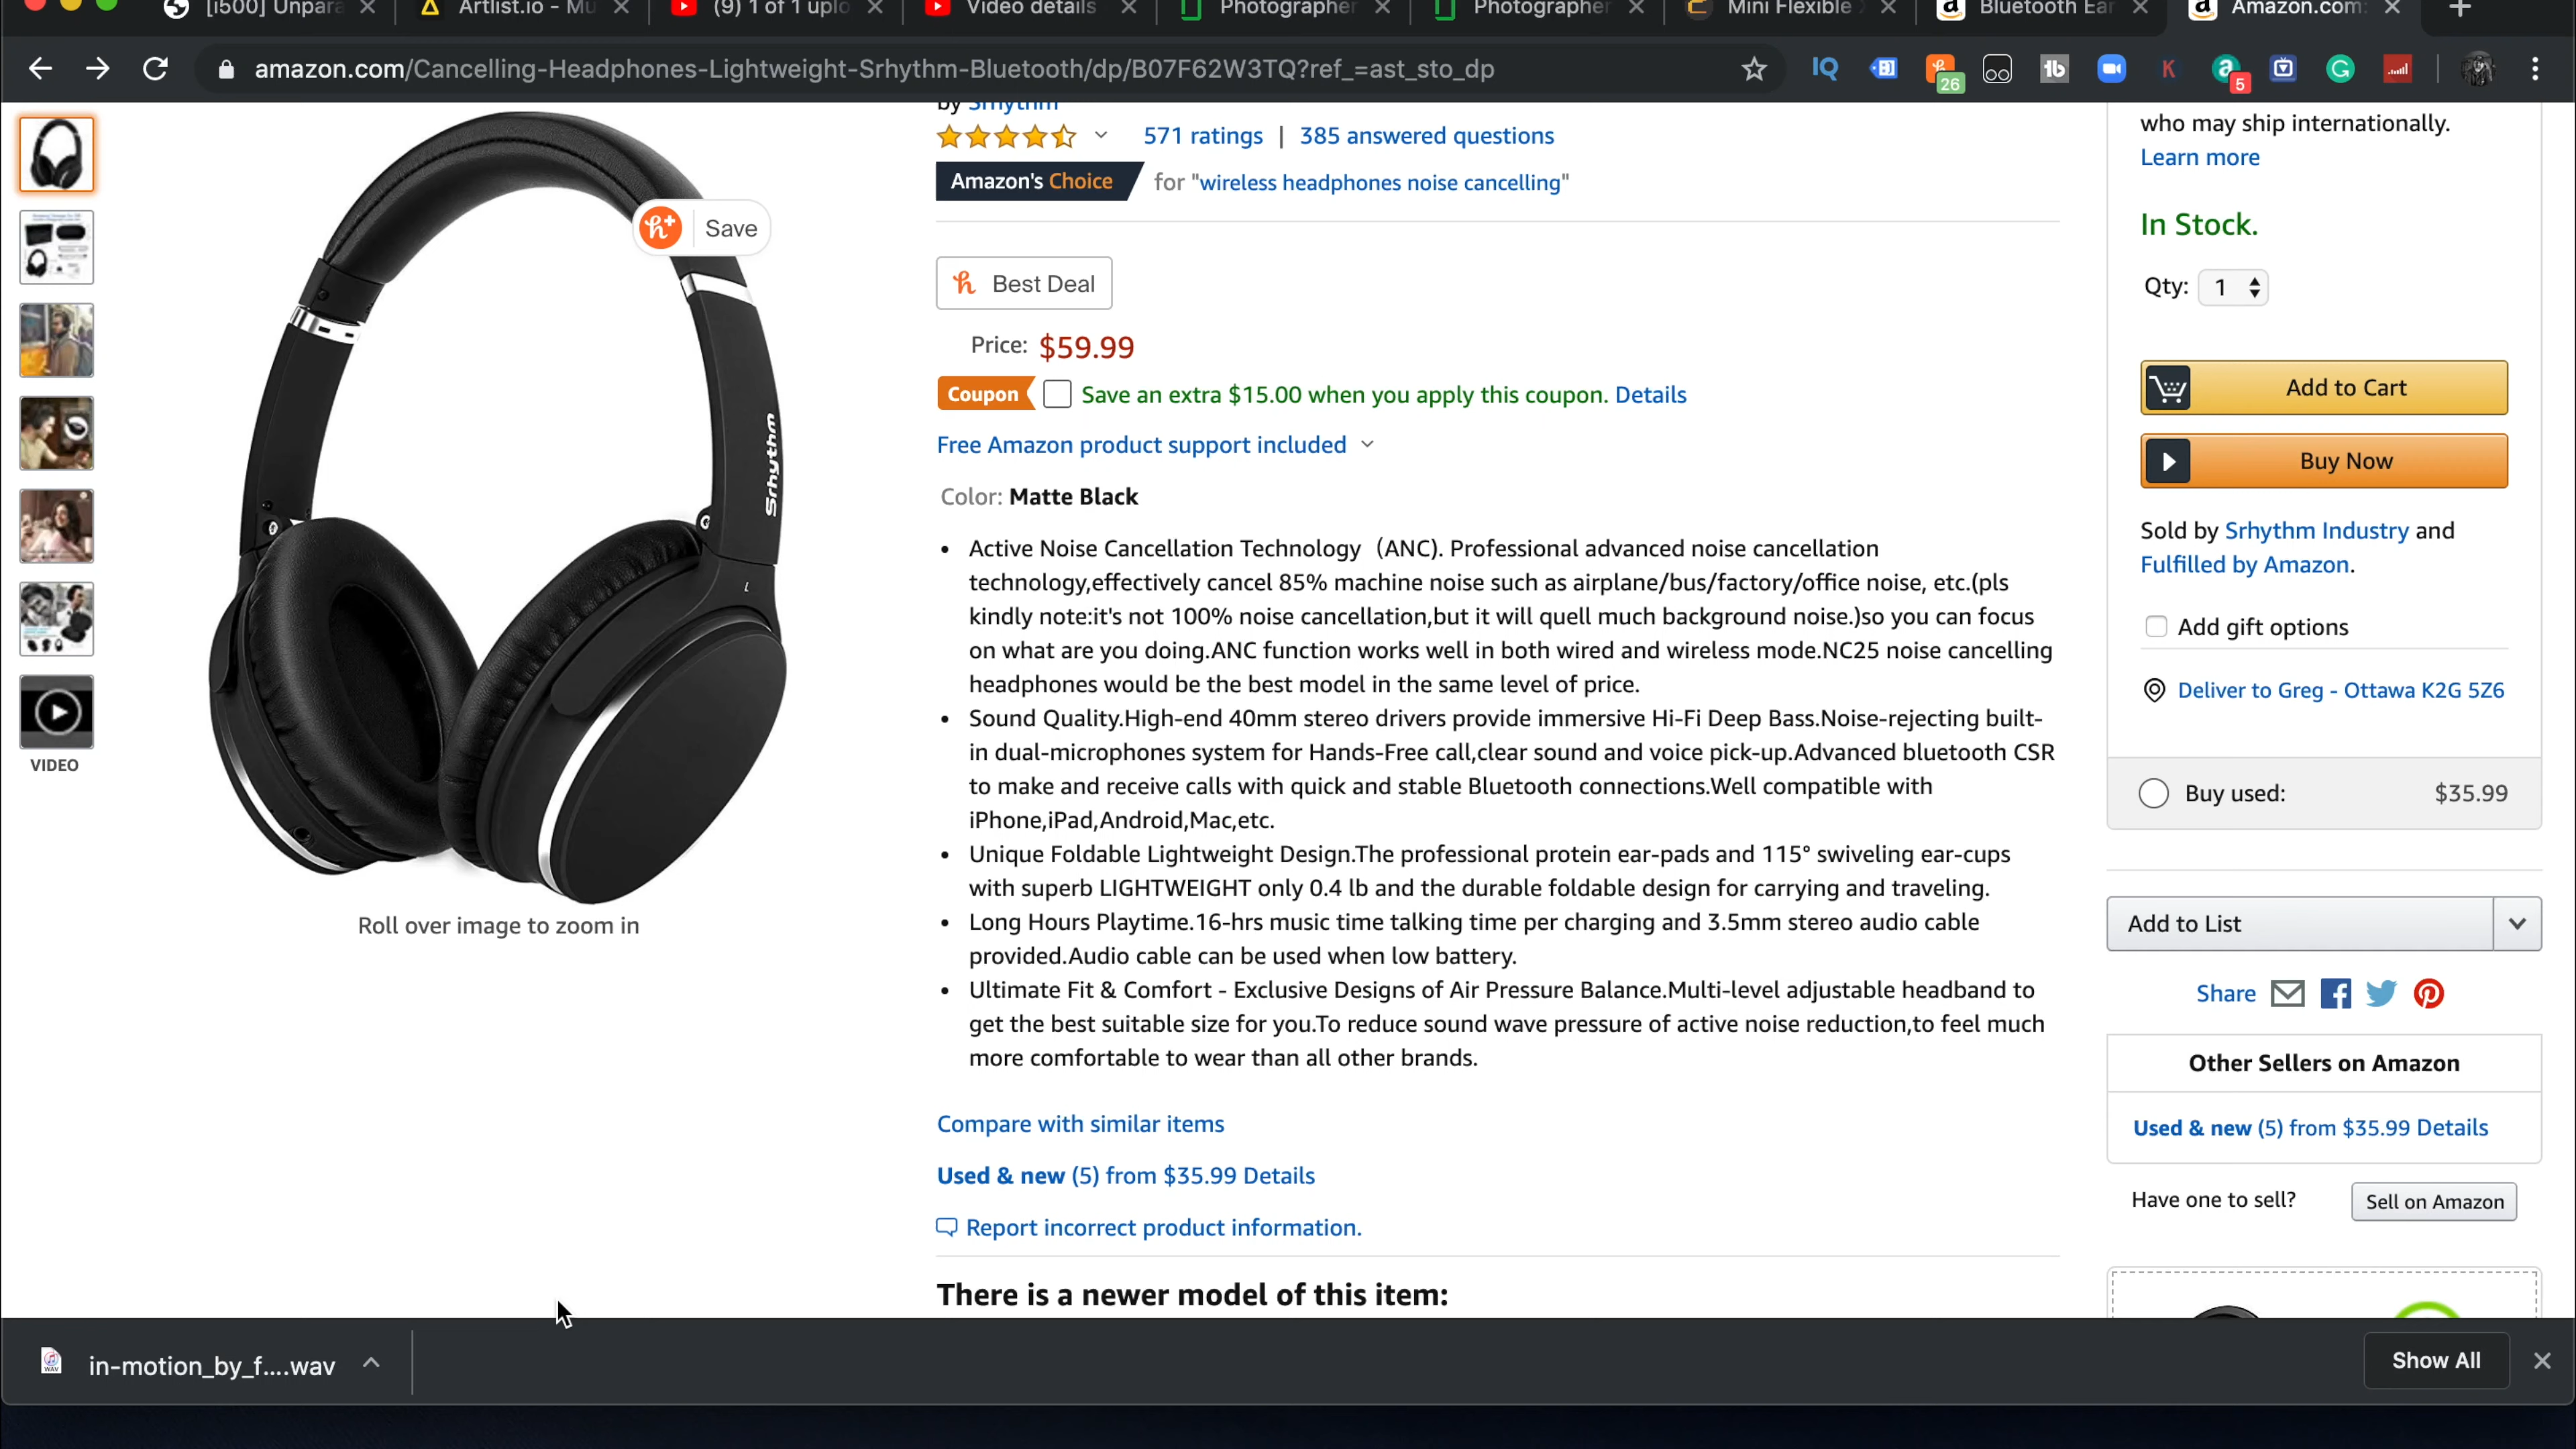 [i500] Unpara
Artlist.io - Mu
(9) 1 of 1 uplo
Video details
Photographer
Photographer
Mini Flexible
Bluetooth Ear
Amazon.com:
amazon.com/Cancelling-Headphones-Lightweight-Srhythm-Bluetooth/dp/B07F62W3TQ?ref_=ast_sto_dp
26
5
by Srhythm
571 ratings | 385 answered questions
Amazon's Choice for "wireless headphones noise cancelling"
Save
Best Deal
Price: $59.99
Coupon Save an extra $15.00 when you apply this coupon. Details
Free Amazon product support included
Color: Matte Black
• Active Noise Cancellation Technology（ANC). Professional advanced noise cancellation
technology,effectively cancel 85% machine noise such as airplane/bus/factory/office noise, etc.(pls
kindly note:it's not 100% noise cancellation,but it will quell much background noise.)so you can focus
on what are you doing.ANC function works well in both wired and wireless mode.NC25 noise cancelling
headphones would be the best model in the same level of price.
• Sound Quality.High-end 40mm stereo drivers provide immersive Hi-Fi Deep Bass.Noise-rejecting built-
in dual-microphones system for Hands-Free call,clear sound and voice pick-up.Advanced bluetooth CSR
to make and receive calls with quick and stable Bluetooth connections.Well compatible with
iPhone,iPad,Android,Mac,etc.
• Unique Foldable Lightweight Design.The professional protein ear-pads and 115° swiveling ear-cups
with superb LIGHTWEIGHT only 0.4 lb and the durable foldable design for carrying and traveling.
• Long Hours Playtime.16-hrs music time talking time per charging and 3.5mm stereo audio cable
provided.Audio cable can be used when low battery.
• Ultimate Fit & Comfort - Exclusive Designs of Air Pressure Balance.Multi-level adjustable headband to
get the best suitable size for you.To reduce sound wave pressure of active noise reduction,to feel much
more comfortable to wear than all other brands.
Compare with similar items
Used & new (5) from $35.99 Details
Report incorrect product information.
There is a newer model of this item:
Srhythm
L
VIDEO
Roll over image to zoom in
who may ship internationally.
Learn more
In Stock.
Qty: 1
Add to Cart
Buy Now
Sold by Srhythm Industry and
Fulfilled by Amazon.
Add gift options
Deliver to Greg - Ottawa K2G 5Z6
Buy used: $35.99
Add to List
Share
Other Sellers on Amazon
Used & new (5) from $35.99 Details
Have one to sell? Sell on Amazon
in-motion_by_f....wav
Show All